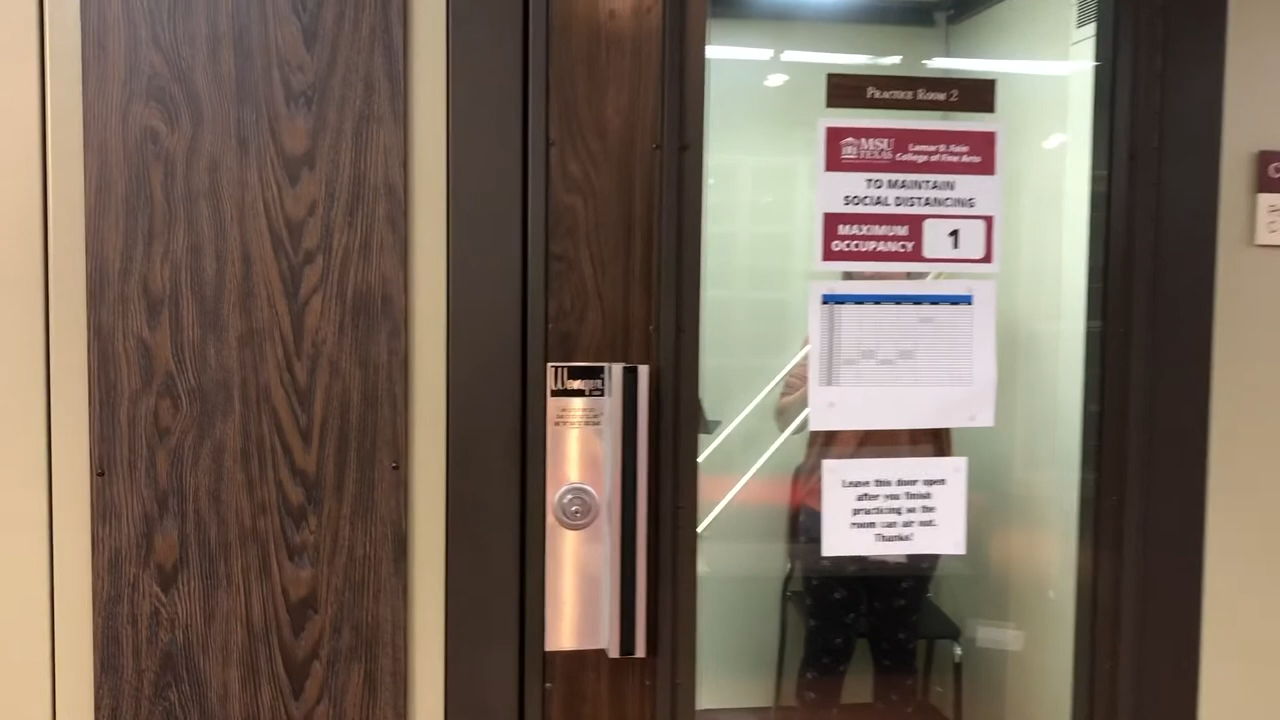 Practice Room 2
MSU
TEXAS
Lamar D. Fain
College of Fine Arts
TO MAINTAIN
SOCIAL DISTANCING
MAXIMUM
OCCUPANCY
1
Wenger
Leave this door open
after you finish
practicing so the
room can air out.
Thanks!